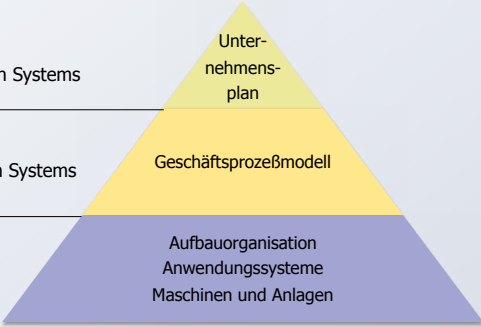 Unter-
nehmens-
plan
n Systems
Geschäftsprozeßmodell
n Systems
Aufbauorganisation
Anwendungssysteme
Maschinen und Anlagen